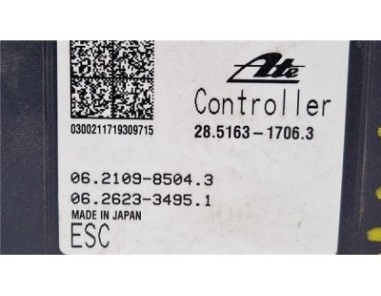 Ate
Controller
0300211719309715
28.5163-1706.3
06.2109-8504.3
06.2623-3495.1
MADE IN JAPAN
ESC